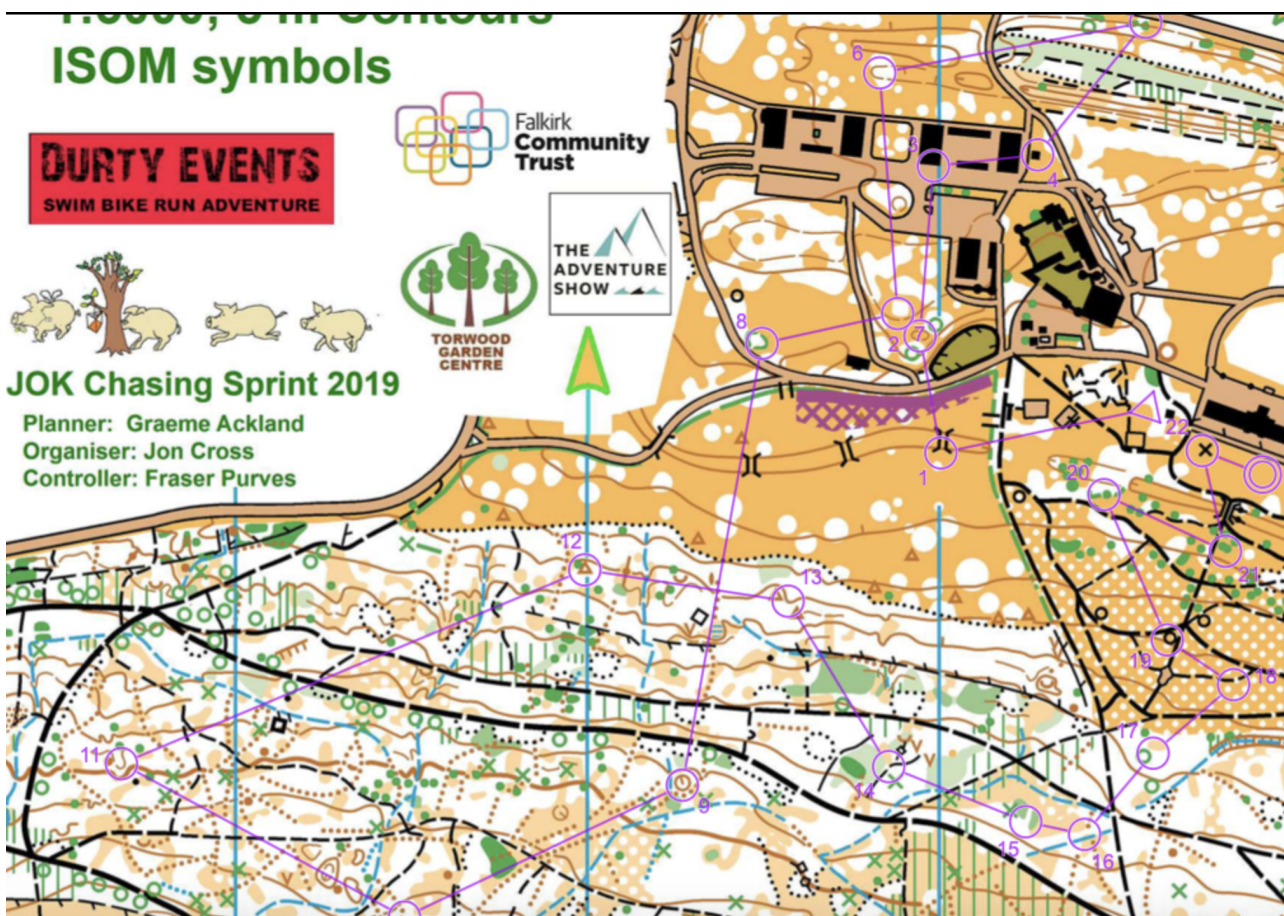 ISOM symbols
DURTY EVENTS
SWIM BIKE RUN ADVENTURE
Falkirk
Community
Trust
THE
ADVENTURE
SHOW
TORWOOD
GARDEN
CENTRE
JOK Chasing Sprint 2019
Planner: Graeme Ackland
Organiser: Jon Cross
Controller: Fraser Purves
6
3
4
8
2
7
1
22
20
21
12
13
19
18
17
11
9
14
15
16